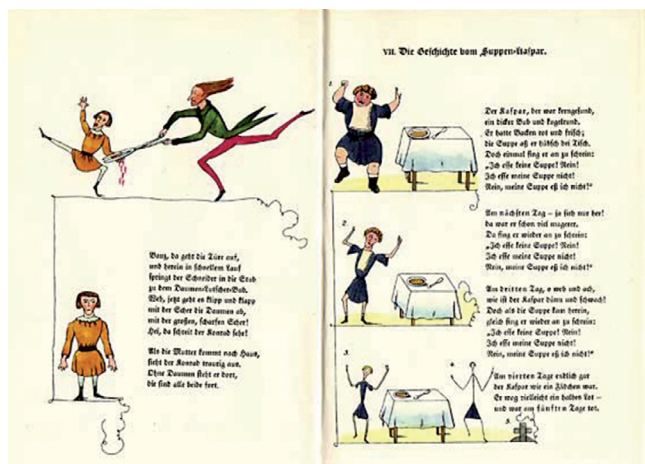 Bauz, da geht die Türe auf,
und herein in schnellem Lauf
springt der Schneider in die Stub
zu dem Daumen-Lutscher-Bub.
Weh, jetzt geht es klipp und klapp
mit der Scher die Daumen ab,
mit der großen, scharfen Scher!
Hei, da schreit der Konrad sehr!
Als die Mutter kommt nach Haus,
sieht der Konrad traurig aus.
Ohne Daumen steht er dort,
die sind alle beide fort.
VII. Die Geschichte vom Suppen-Kaspar.
1.
Der Kaspar, der war kerngesund,
ein dicker Bub und kugelrund.
Er hatte Backen rot und frisch;
die Suppe aß er hübsch bei Tisch.
Doch einmal fing er an zu schrein:
„Ich esse keine Suppe! Nein!
Ich esse meine Suppe nicht!
Nein, meine Suppe eß ich nicht!“
2.
Am nächsten Tag – ja sieh nur her!
da war er schon viel magerer.
Da fing er wieder an zu schrein:
„Ich esse keine Suppe! Nein!
Ich esse meine Suppe nicht!
Nein, meine Suppe eß ich nicht!“
3.
Am dritten Tag, o weh und ach,
wie ist der Kaspar dünn und schwach!
Doch als die Suppe kam herein,
gleich fing er wieder an zu schrein:
„Ich esse keine Suppe! Nein!
Ich esse meine Suppe nicht!
Nein, meine Suppe eß ich nicht!“
Am vierten Tage endlich gar
der Kaspar wie ein Fädchen war.
Er wog vielleicht ein halbes Lot –
und war am fünften Tage tot.
5.